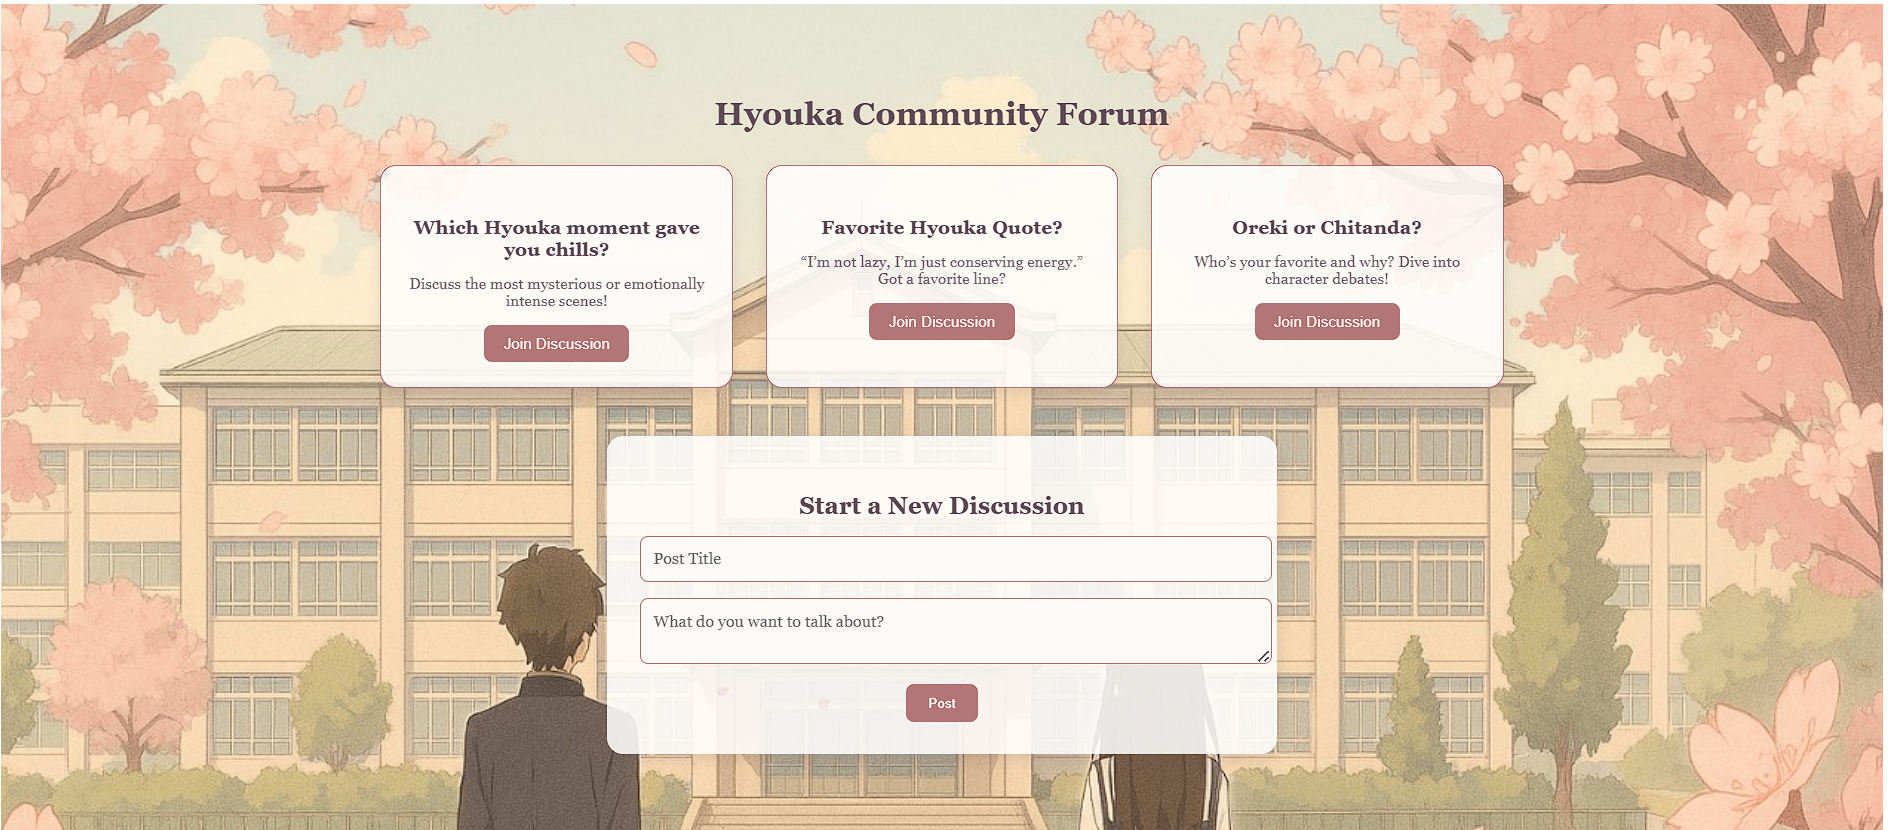 Hyouka Community Forum
Which Hyouka moment gave
you chills?
Discuss the most mysterious or emotionally
intense scenes!
Join Discussion
Favorite Hyouka Quote?
“I’m not lazy, I’m just conserving energy.”
Got a favorite line?
Join Discussion
Oreki or Chitanda?
Who’s your favorite and why? Dive into
character debates!
Join Discussion
Start a New Discussion
Post Title
What do you want to talk about?
Post